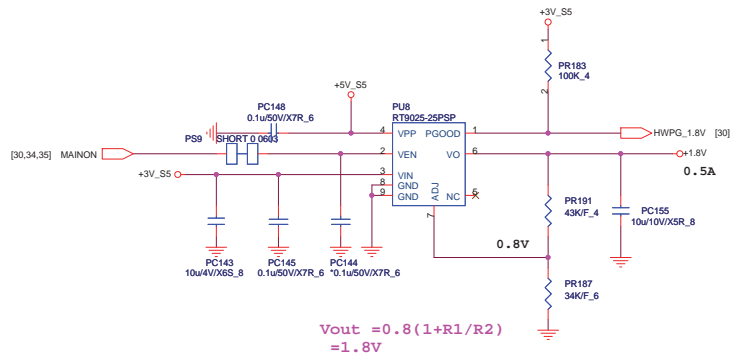 +3V_S5
1
PR183
100K_4
2
+5V_S5
PC148
0.1u/50V/X7R_6
PU8
RT9025-25PSP
PS9
SHORT 0 0603
4
VPP
PGOOD
1
HWPG_1.8V
[30]
[30,34,35]
MAINON
2
VEN
VO
6
+1.8V
0.5A
+3V_S5
3
VIN
8
GND
9
GND
ADJ
NC
5
7
PR191
43K/F_4
PC155
10u/10V/X5R_8
0.8V
PC143
10u/4V/X6S_8
PC145
0.1u/50V/X7R_6
PC144
*0.1u/50V/X7R_6
PR187
34K/F_6
Vout =0.8(1+R1/R2)
=1.8V